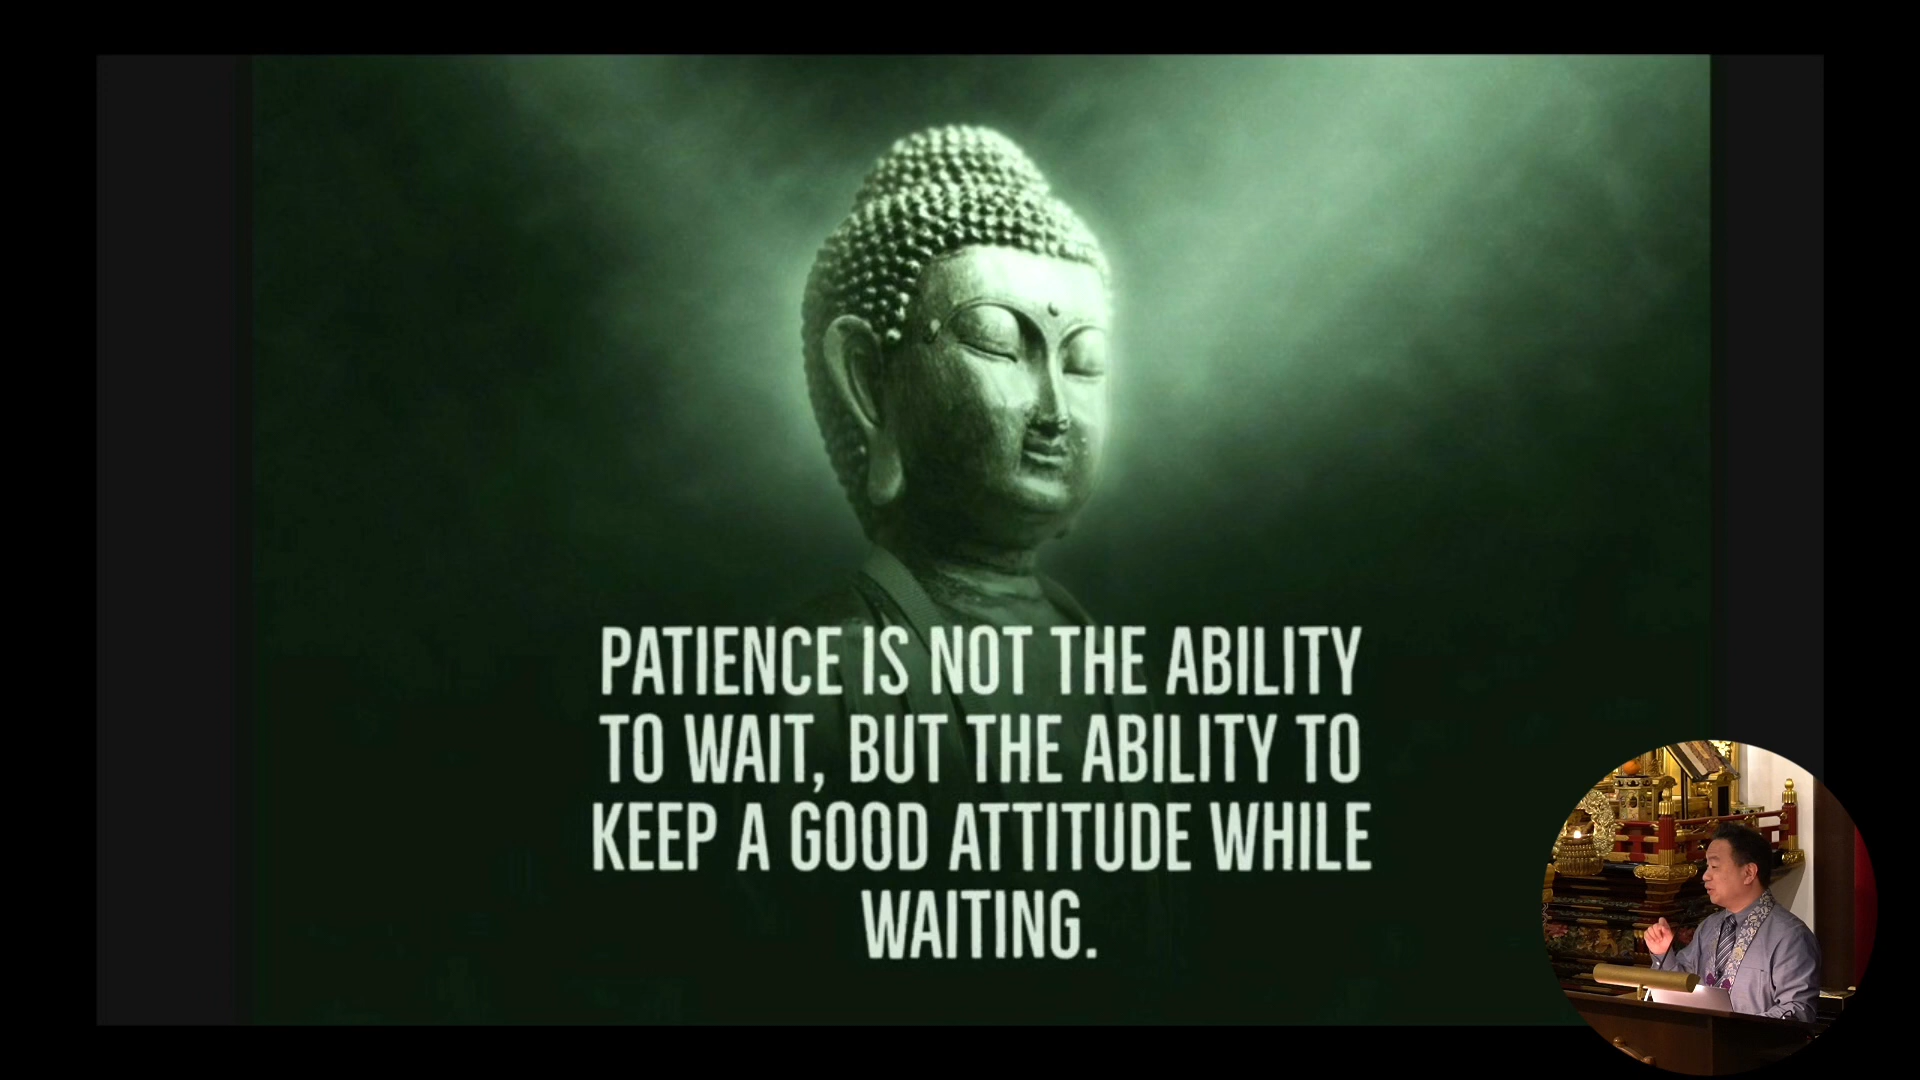 PATIENCE IS NOT THE ABILITY
TO WAIT, BUT THE ABILITY TO
KEEP A GOOD ATTITUDE WHILE
WAITING.